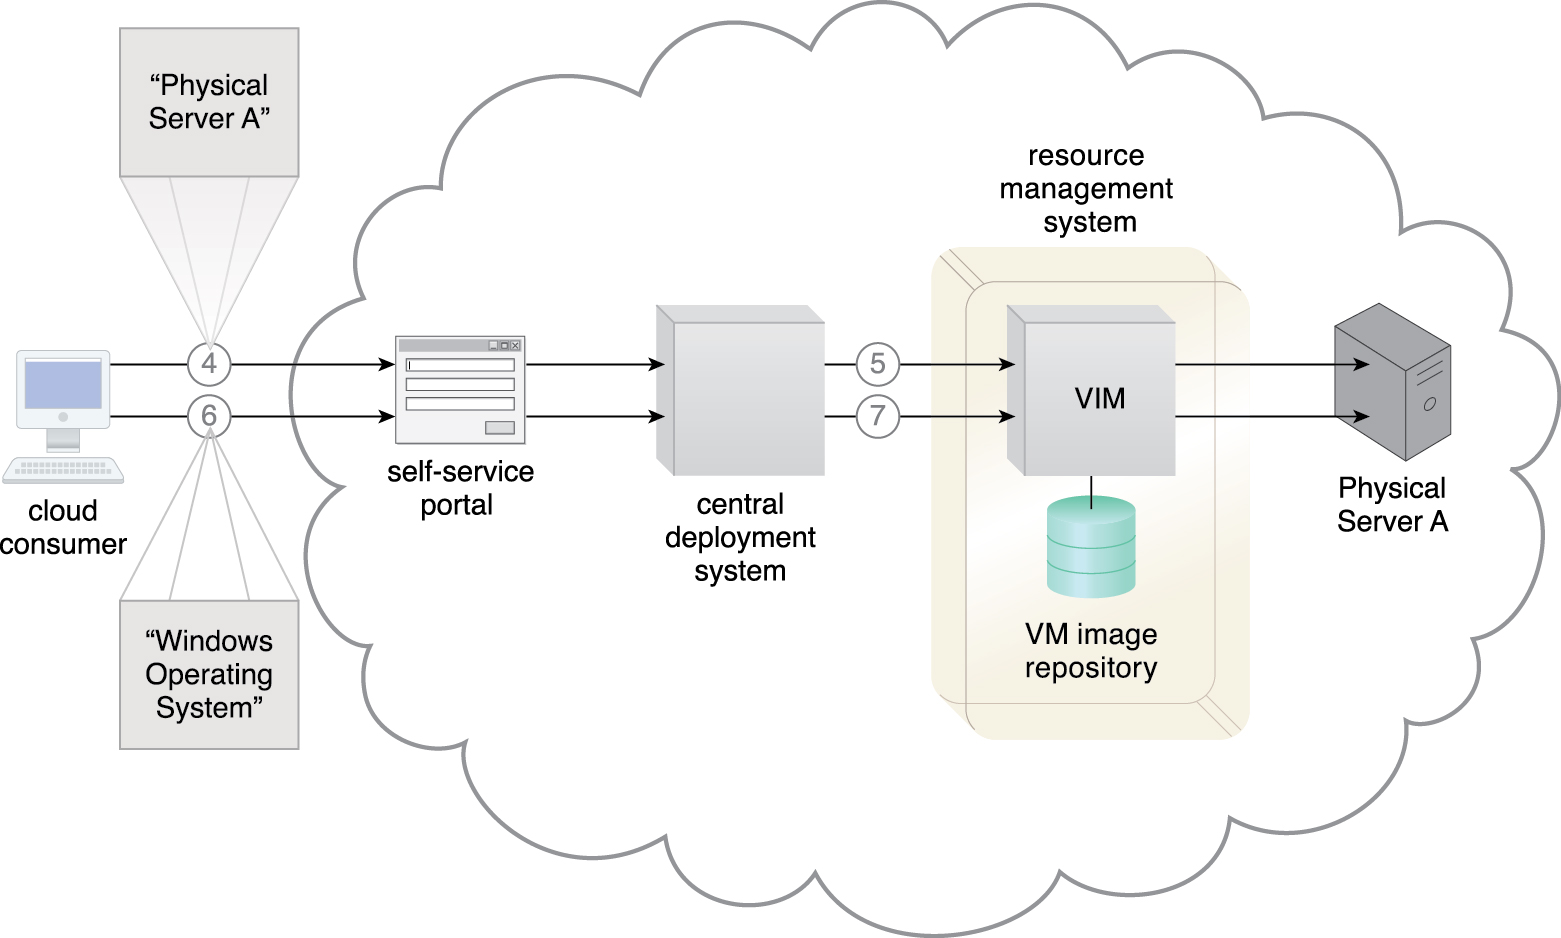 “Physical
Server A”
resource
management
system
4
5
6
7
VIM
self-service
portal
cloud
consumer
central
deployment
system
Physical
Server A
“Windows
Operating
System”
VM image
repository